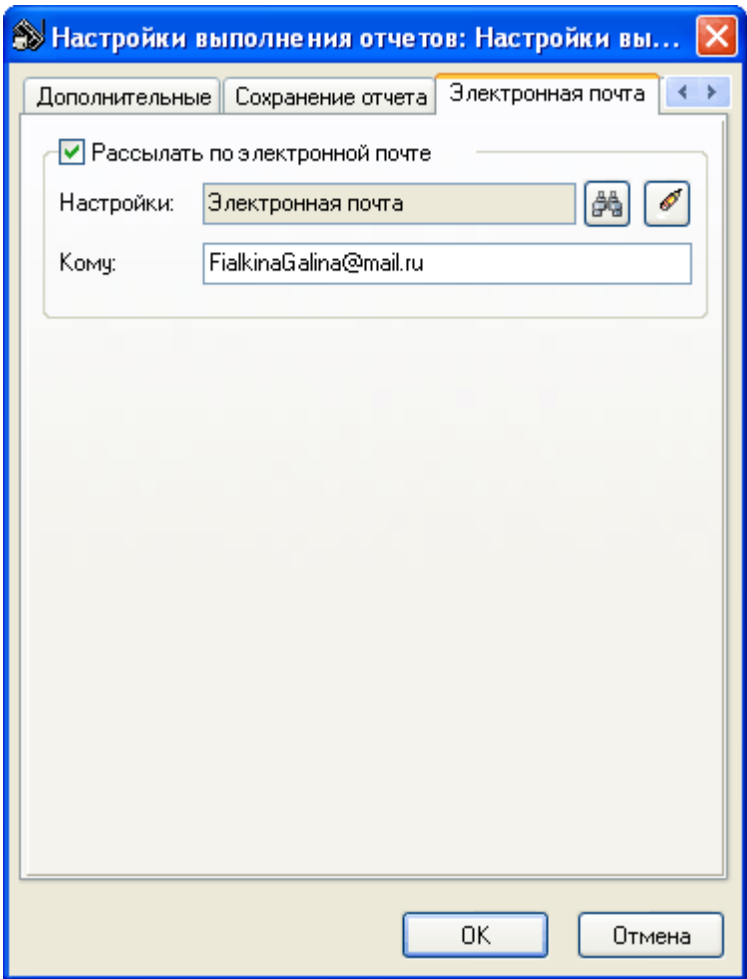 Настройки выполнения отчетов: Настройки вы...
Дополнительные Сохранение отчета Электронная почта
Рассылать по электронной почте
Настройки: Электронная почта
Кому: FialkinaGalina@mail.ru
OK Отмена